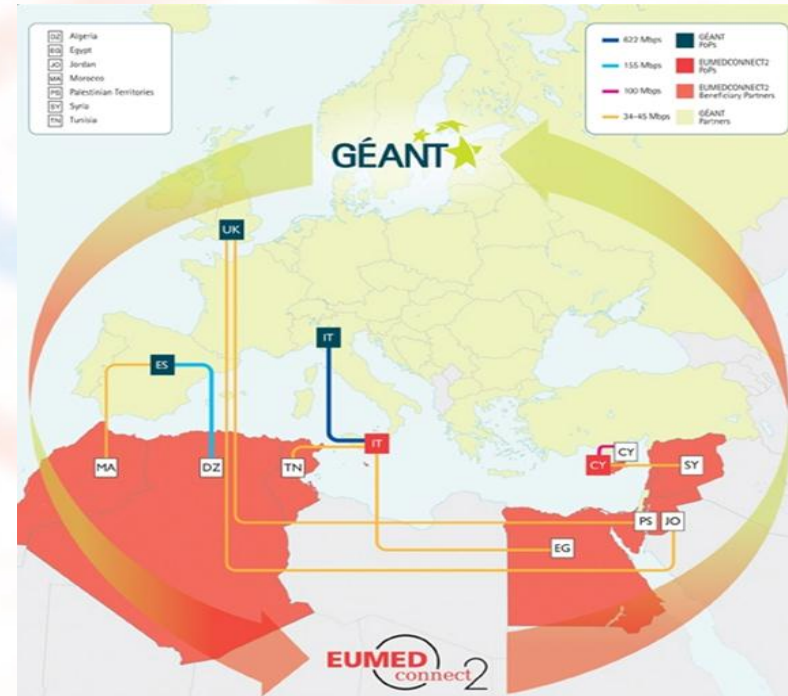 DZ Algeria
EG Egypt
JO Jordan
MA Morocco
PS Palestinian Territories
SY Syria
TN Tunisia
622 Mbps
GÉANT
PoPs
155 Mbps
EUMEDCONNECT2
PoPs
100 Mbps
EUMEDCONNECT2
Beneficiary Partners
34-45 Mbps
GÉANT
Partners
GÉANT
UK
IT
ES
IT
CY
CY
MA
DZ
TN
SY
PS
JO
EG
EUMED
connect2